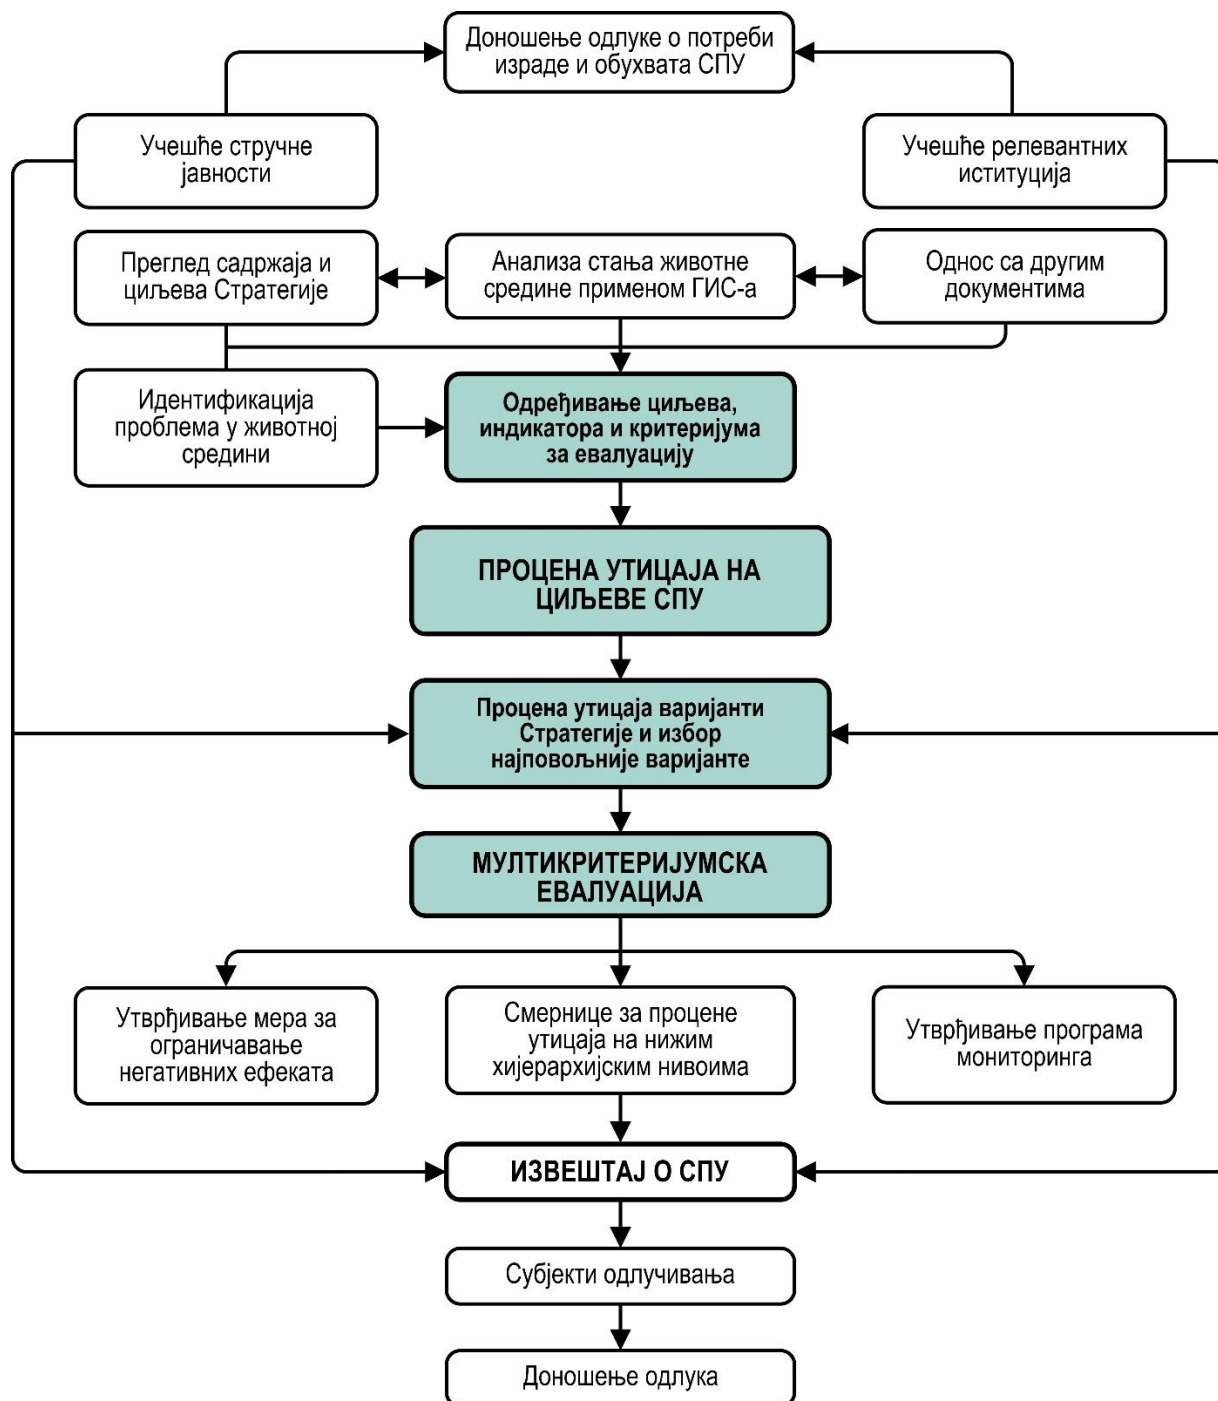 Доношење одлуке о потреби
израде и обухвата СПУ
Учешће стручне
јавности
Учешће релевантних
иституција
Преглед садржаја и
циљева Стратегије
Анализа стања животне
средине применом ГИС-а
Однос са другим
документима
Идентификација
проблема у животној
средини
Одређивање циљева,
индикатора и критеријума
за евалуацију
ПРОЦЕНА УТИЦАЈА НА
ЦИЉЕВЕ СПУ
Процена утицаја варијанти
Стратегије и избор
најповољније варијанте
МУЛТИКРИТЕРИЈУМСКА
ЕВАЛУАЦИЈА
Утврђивање мера за
ограничавање
негативних ефеката
Смернице за процене
утицаја на нижим
хијерархијским нивоима
Утврђивање програма
мониторинга
ИЗВЕШТАЈ О СПУ
Субјекти одлучивања
Доношење одлука